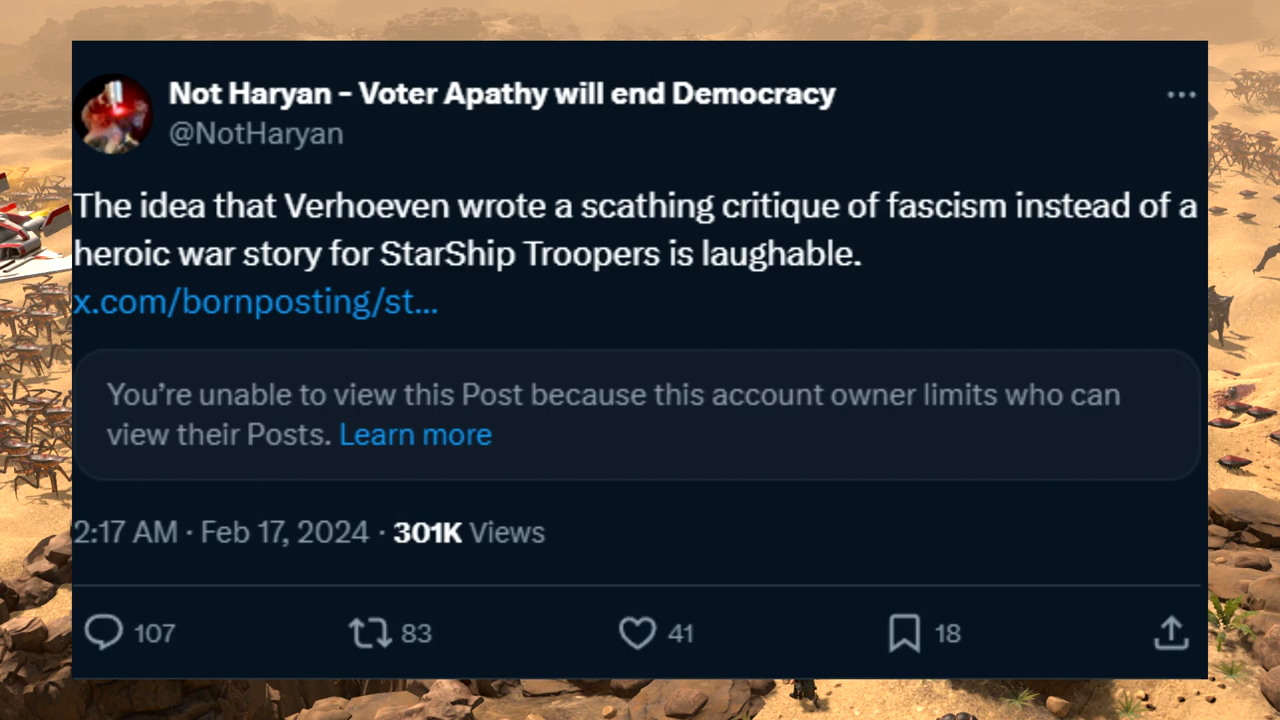 Not Haryan - Voter Apathy will end Democracy
@NotHaryan
The idea that Verhoeven wrote a scathing critique of fascism instead of a
heroic war story for StarShip Troopers is laughable.
x.com/bornposting/st...
You're unable to view this Post because this account owner limits who can
view their Posts. Learn more
2:17 AM · Feb 17, 2024 · 301K Views
107 83 41 18